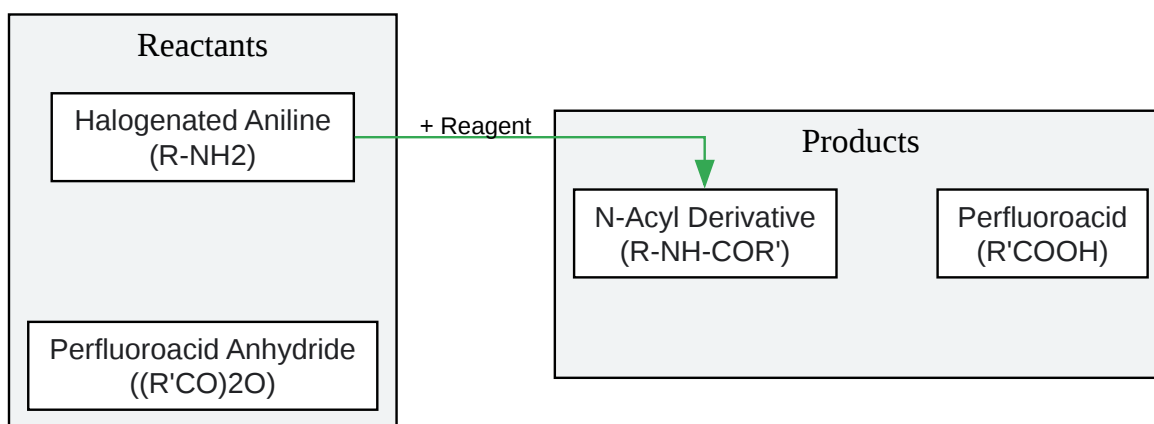 Reactants
Halogenated Aniline
(R-NH2)
+ Reagent
Products
N-Acyl Derivative
(R-NH-COR')
Perfluoroacid
(R'COOH)
Perfluoroacid Anhydride
((R'CO)2O)